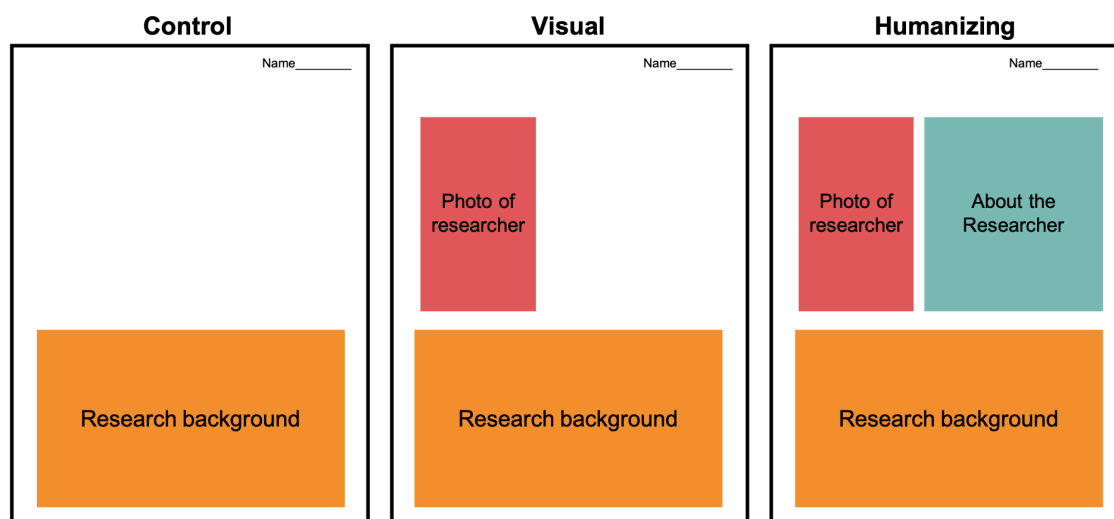 Control
Name________
Research background
Visual
Name________
Photo of
researcher
Research background
Humanizing
Name________
Photo of
researcher
About the
Researcher
Research background